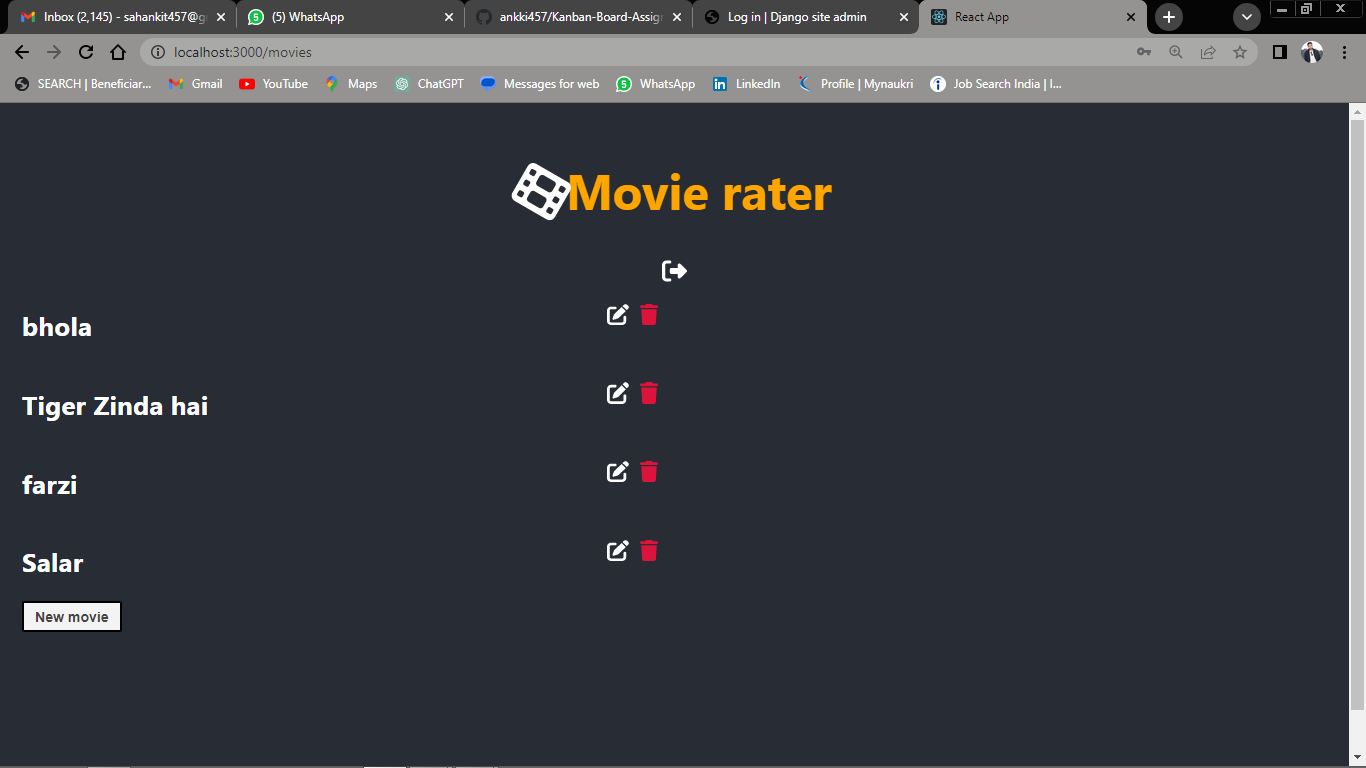 Inbox (2,145) - sahankit457@g
(5) WhatsApp
ankki457/Kanban-Board-Assign
Log in | Django site admin
React App
localhost:3000/movies
SEARCH | Beneficiar...
Gmail
YouTube
Maps
ChatGPT
Messages for web
5
WhatsApp
LinkedIn
Profile | Mynaukri
Job Search India | I...
Movie rater
bhola
Tiger Zinda hai
farzi
Salar
New movie